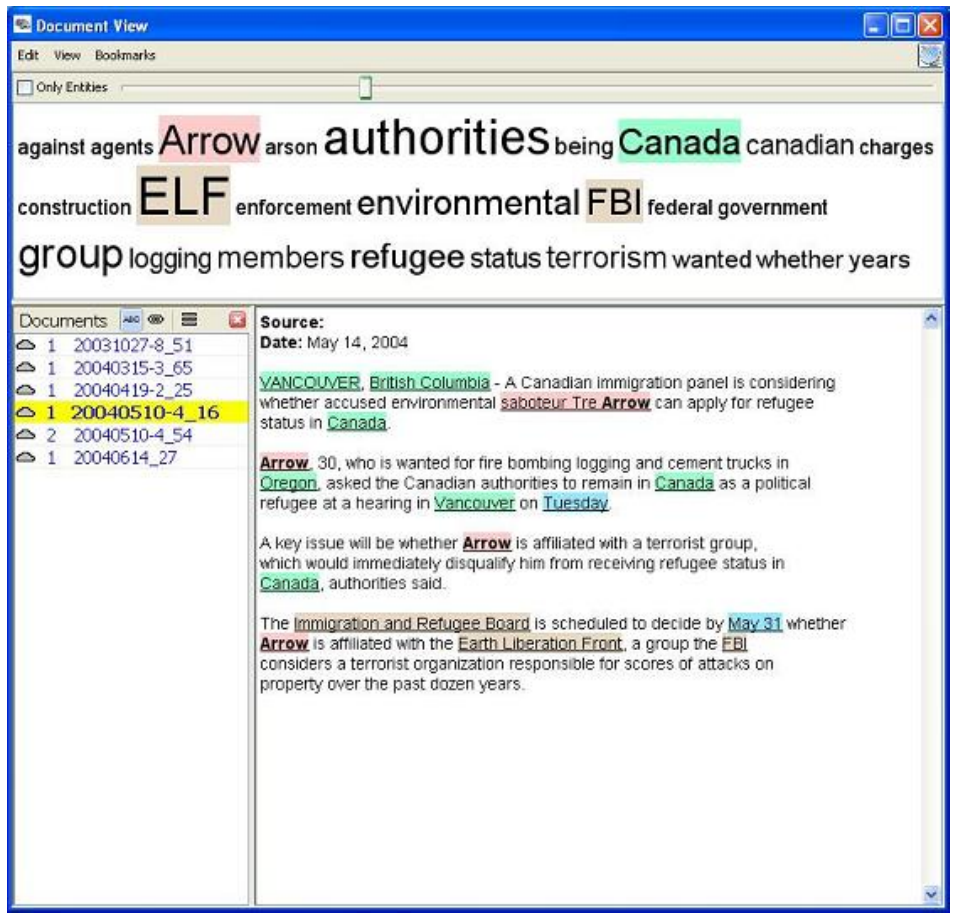 Document View
Edit View Bookmarks
Only Entities
against agents Arrow arson authorities being Canada canadian charges
construction ELF enforcement environmental FBI federal government
group logging members refugee status terrorism wanted whether years
Documents ABC
1 20031027-8_51
1 20040315-3_65
1 20040419-2_25
1 20040510-4_16
2 20040510-4_54
1 20040614_27
Source:
Date: May 14, 2004
VANCOUVER, British Columbia - A Canadian immigration panel is considering
whether accused environmental saboteur Tre Arrow can apply for refugee
status in Canada.
Arrow, 30, who is wanted for fire bombing logging and cement trucks in
Oregon, asked the Canadian authorities to remain in Canada as a political
refugee at a hearing in Vancouver on Tuesday.
A key issue will be whether Arrow is affiliated with a terrorist group,
which would immediately disqualify him from receiving refugee status in
Canada, authorities said.
The Immigration and Refugee Board is scheduled to decide by May 31 whether
Arrow is affiliated with the Earth Liberation Front, a group the FBI
considers a terrorist organization responsible for scores of attacks on
property over the past dozen years.